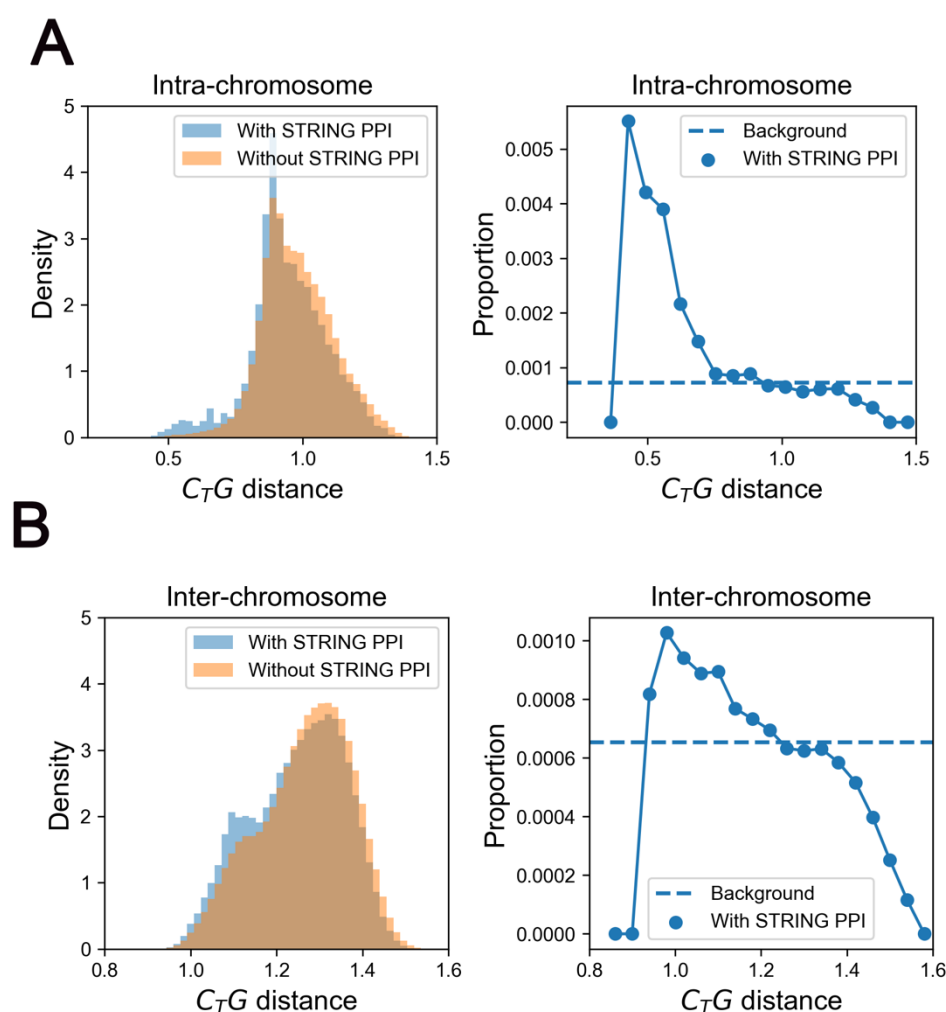 A
Intra-chromosome
5
4
3
2
1
0
Density
With STRING PPI
Without STRING PPI
0.5
1.0
1.5
C_TG distance
Intra-chromosome
0.005
0.004
0.003
0.002
0.001
0.000
Proportion
Background
With STRING PPI
0.5
1.0
1.5
C_TG distance
B
Inter-chromosome
5
4
3
2
1
0
Density
With STRING PPI
Without STRING PPI
0.8
1.0
1.2
1.4
1.6
C_TG distance
Inter-chromosome
0.0010
0.0008
0.0006
0.0004
0.0002
0.0000
Proportion
Background
With STRING PPI
0.8
1.0
1.2
1.4
1.6
C_TG distance